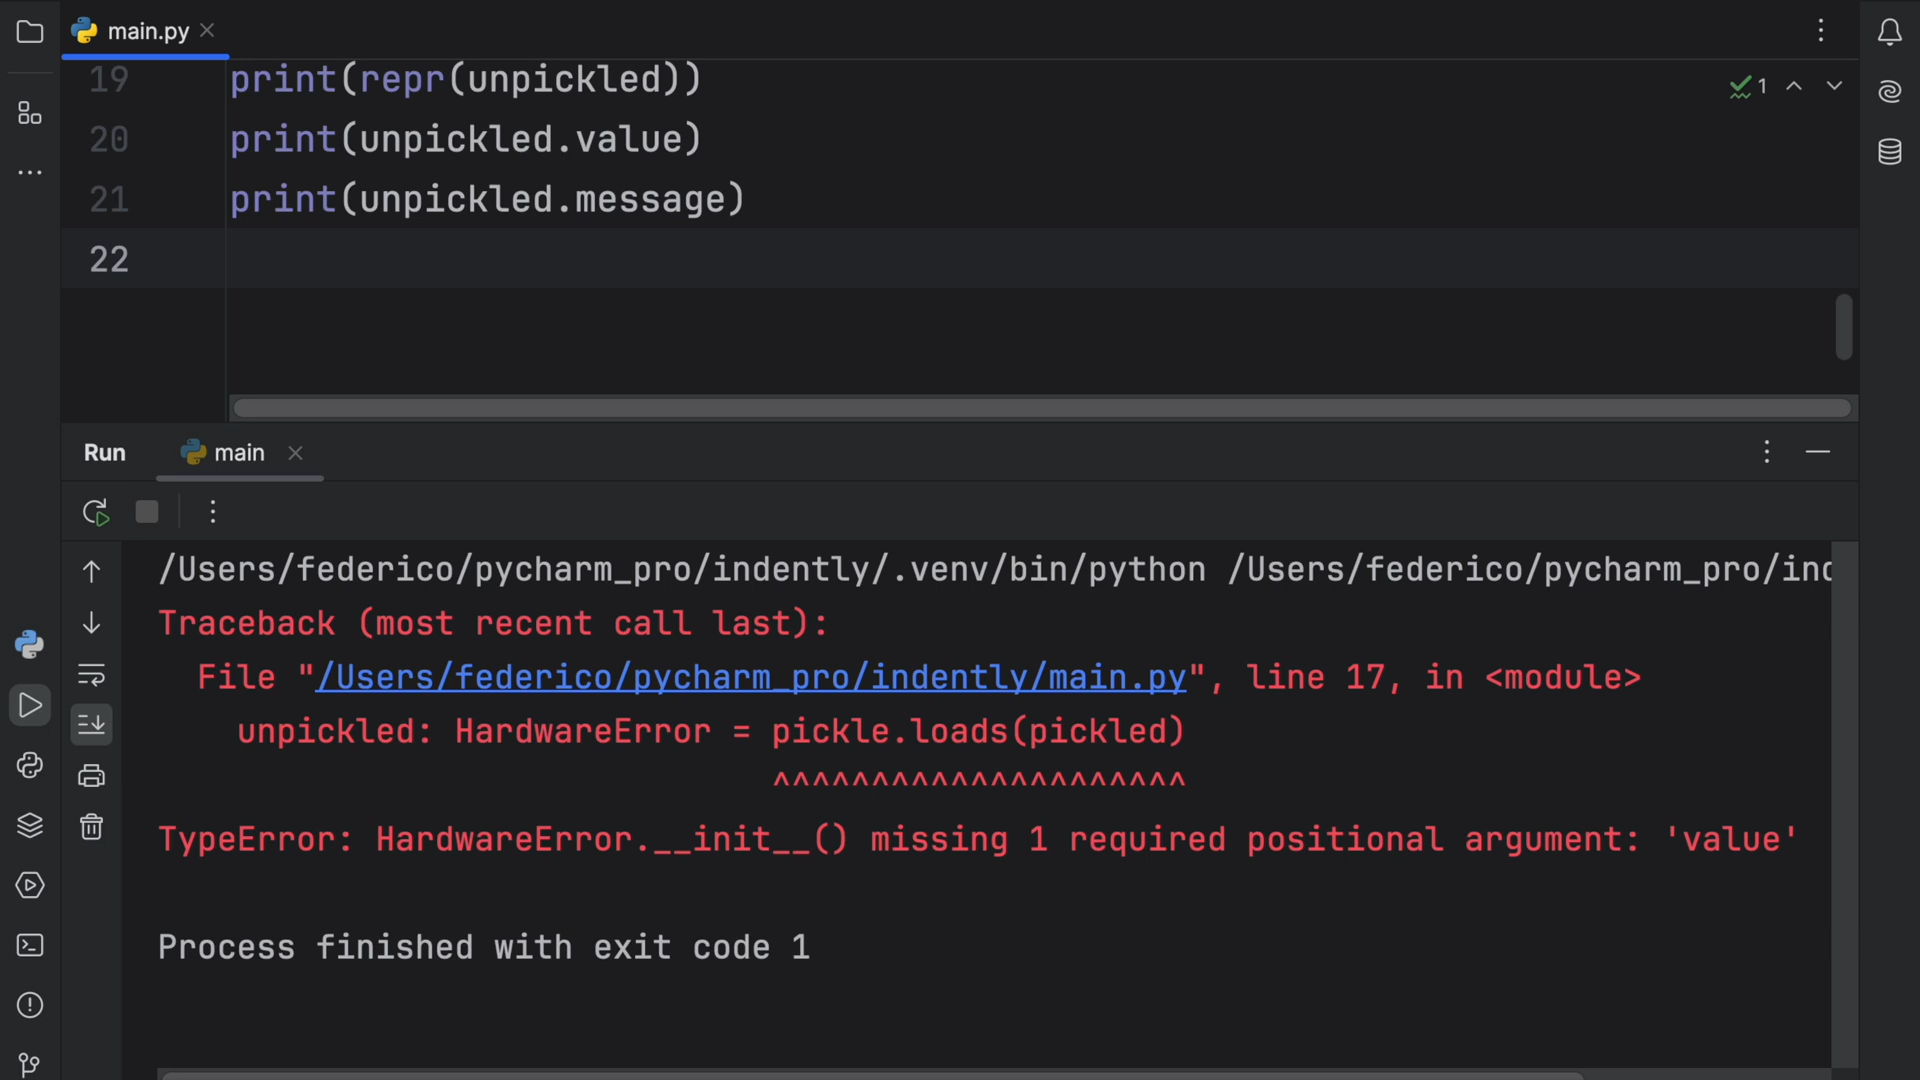 main.py
19 print(repr(unpickled))
1
20 print(unpickled.value)
21 print(unpickled.message)
22
Run main
/Users/federico/pycharm_pro/indently/.venv/bin/python /Users/federico/pycharm_pro/ind
Traceback (most recent call last):
  File "/Users/federico/pycharm_pro/indently/main.py", line 17, in <module>
    unpickled: HardwareError = pickle.loads(pickled)
                               ^^^^^^^^^^^^^^^^^^^^^
TypeError: HardwareError.__init__() missing 1 required positional argument: 'value'
Process finished with exit code 1